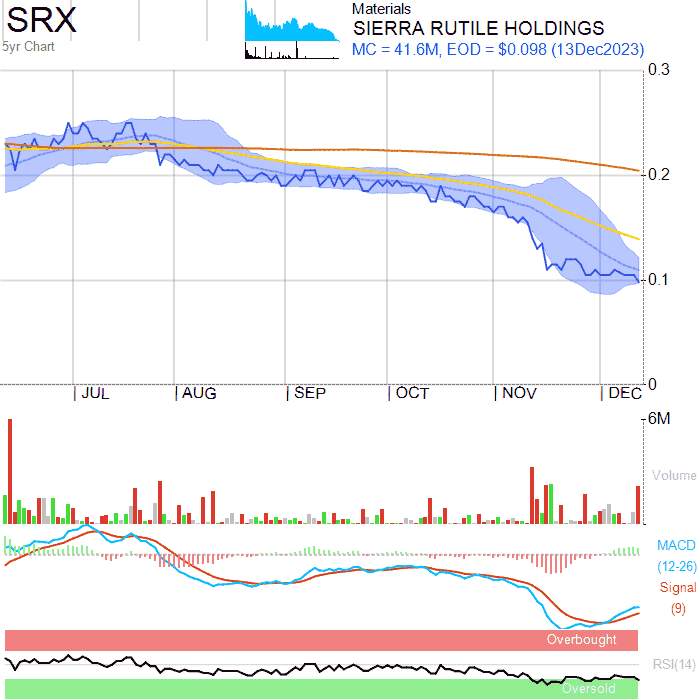 SRX
5yr Chart
Materials
SIERRA RUTILE HOLDINGS
MC = 41.6M, EOD = $0.098 (13Dec2023)
0.3
0.2
0.1
0
JUL AUG SEP OCT NOV DEC
6M
Volume
MACD
(12-26)
Signal
(9)
Overbought
RSI(14)
Oversold